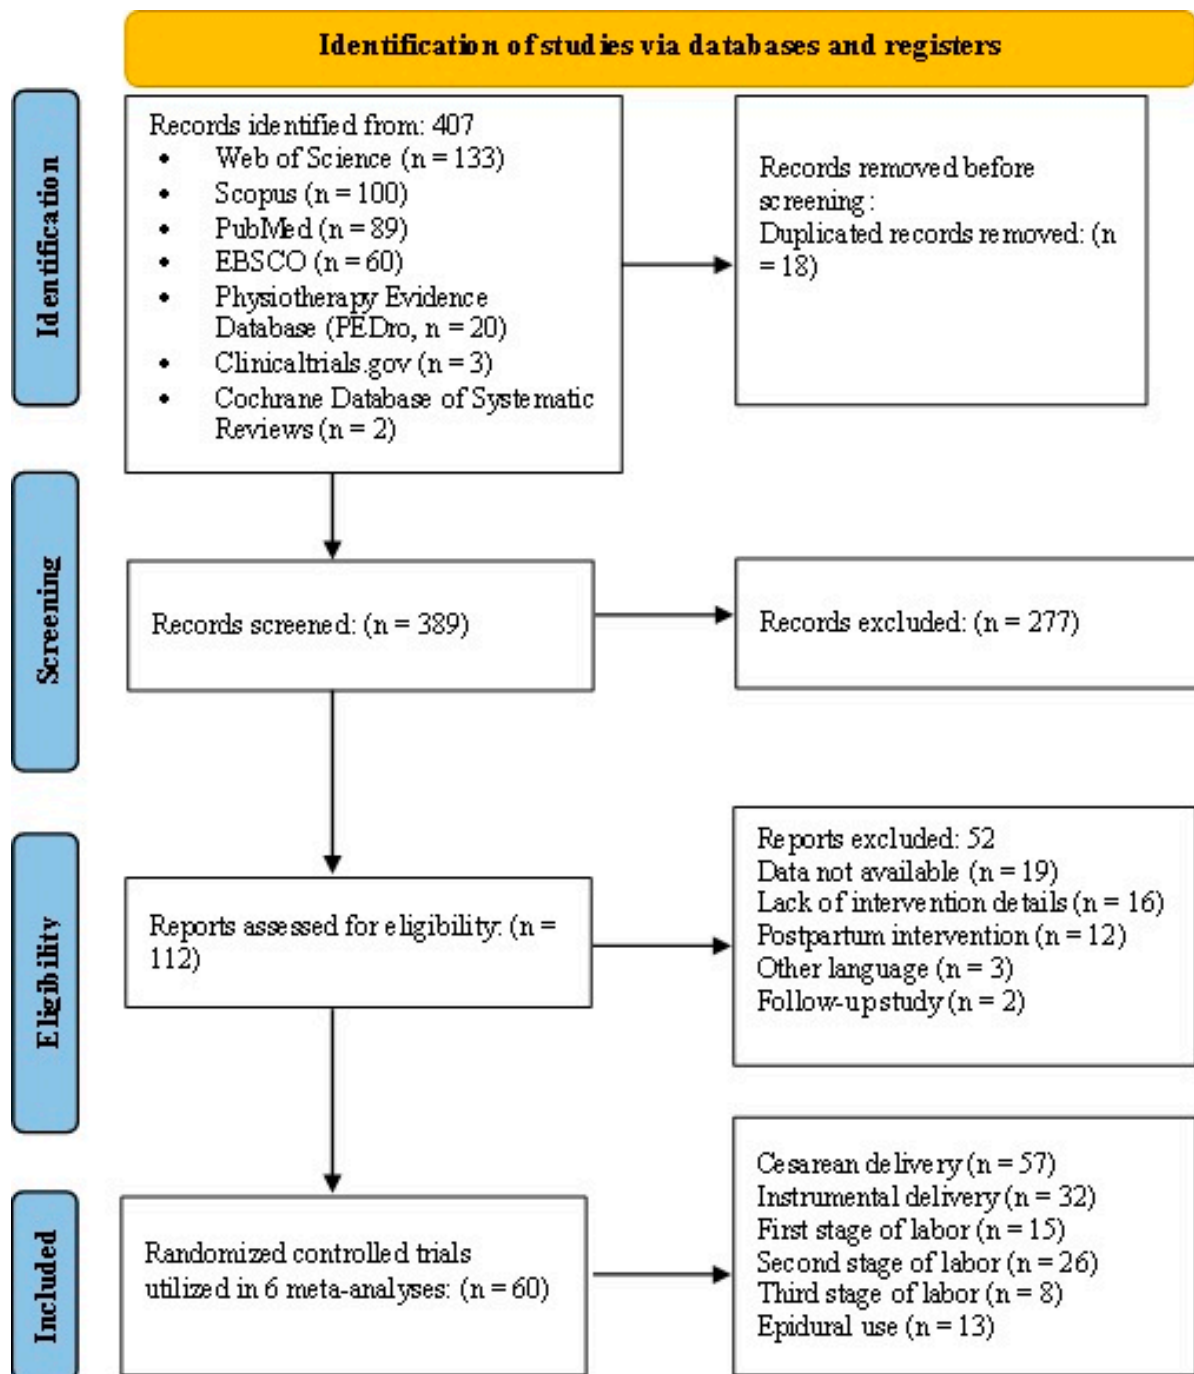 Identification of studies via databases and registers
Identification
Records identified from: 407
• Web of Science (n = 133)
• Scopus (n = 100)
• PubMed (n = 89)
• EBSCO (n = 60)
• Physiotherapy Evidence
Database (PEDro, n = 20)
• Clinicaltrials.gov (n = 3)
• Cochrane Database of Systematic
Reviews (n = 2)
Records removed before
screening:
Duplicated records removed: (n
= 18)
Screening
Records screened: (n = 389)
Records excluded: (n = 277)
Eligibility
Reports assessed for eligibility: (n =
112)
Reports excluded: 52
Data not available (n = 19)
Lack of intervention details (n = 16)
Postpartum intervention (n = 12)
Other language (n = 3)
Follow-up study (n = 2)
Included
Randomized controlled trials
utilized in 6 meta-analyses: (n = 60)
Cesarean delivery (n = 57)
Instrumental delivery (n = 32)
First stage of labor (n = 15)
Second stage of labor (n = 26)
Third stage of labor (n = 8)
Epidural use (n = 13)